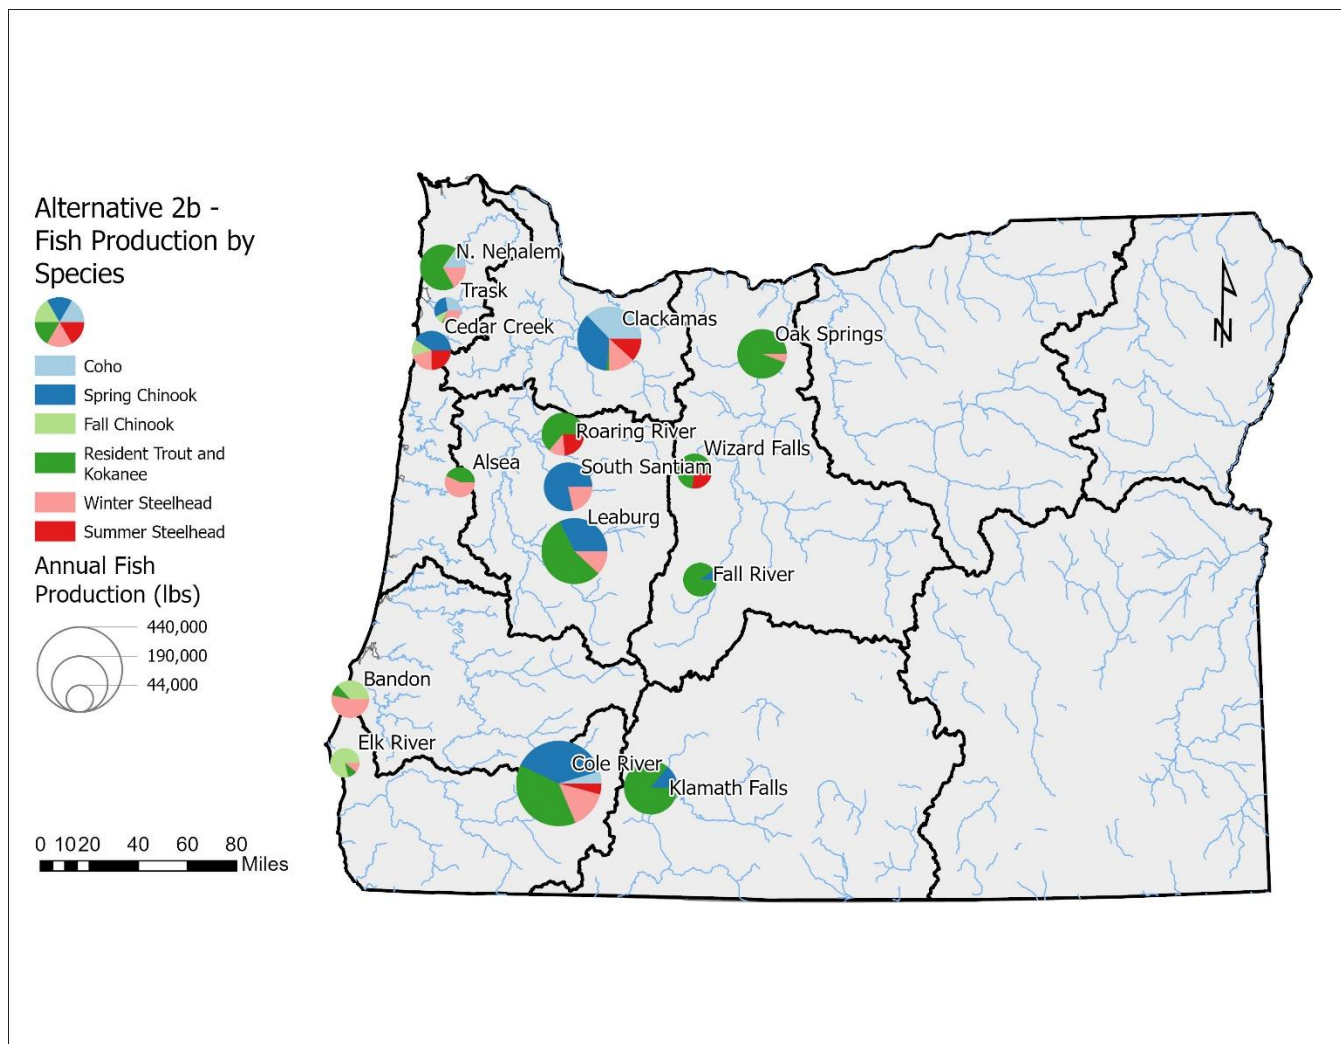 Alternative 2b -
Fish Production by
Species
Coho
Spring Chinook
Fall Chinook
Resident Trout and
Kokanee
Winter Steelhead
Summer Steelhead
Annual Fish
Production (lbs)
440,000
190,000
44,000
0 10 20 40 60 80
Miles
N. Nehalem
Trask
Cedar Creek
Clackamas
Oak Springs
Roaring River
Wizard Falls
Alsea
South Santiam
Leaburg
Fall River
Bandon
Elk River
Cole River
Klamath Falls
N